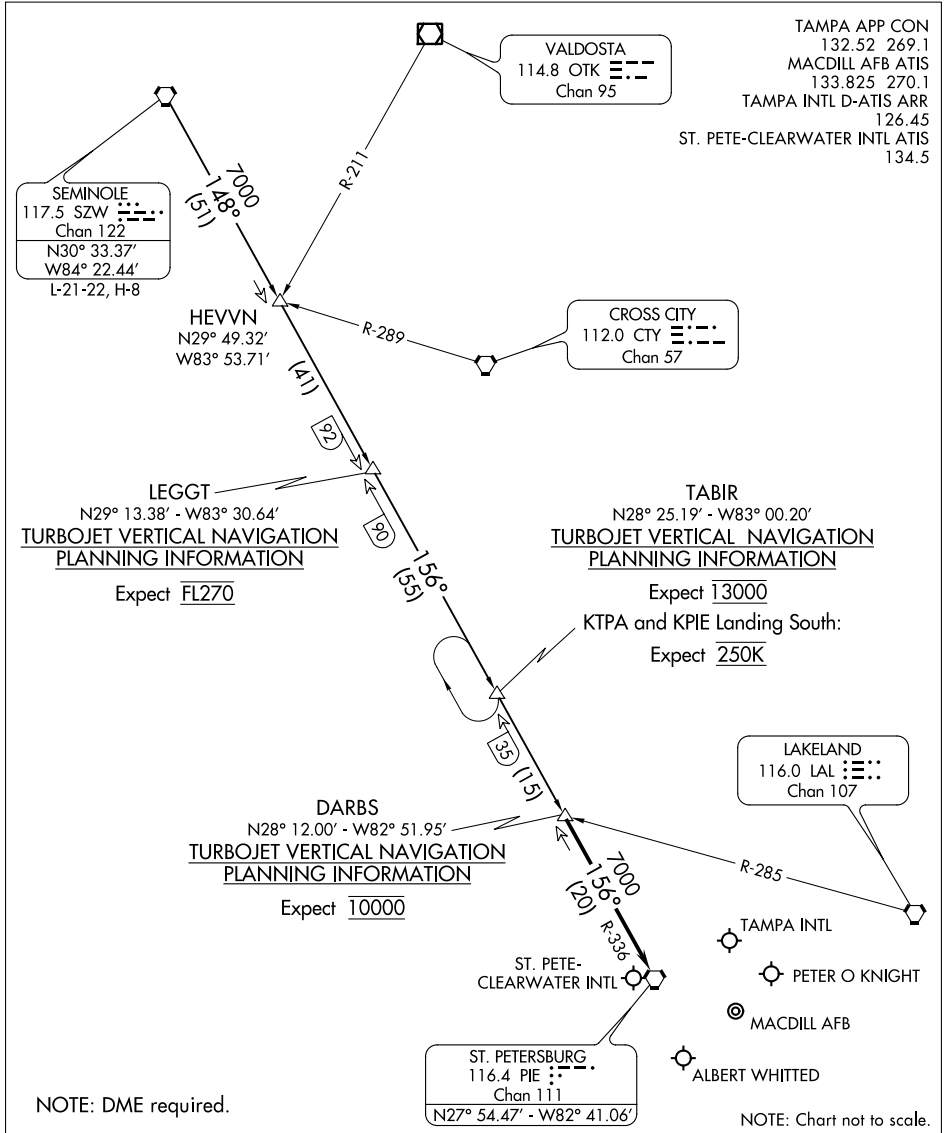 TAMPA APP CON
132.52 269.1
MACDILL AFB ATIS
133.825 270.1
TAMPA INTL D-ATIS ARR
126.45
ST. PETE-CLEARWATER INTL ATIS
134.5
VALDOSTA
114.8 OTK
Chan 95
R-211
SEMINOLE
117.5 SZW
Chan 122
N30° 33.37′
W84° 22.44′
L-21-22, H-8
7000
148°
(51)
HEVVN
N29° 49.32′
W83° 53.71′
R-289
CROSS CITY
112.0 CTY
Chan 57
(41)
92
LEGGT
N29° 13.38′ - W83° 30.64′
TURBOJET VERTICAL NAVIGATION
PLANNING INFORMATION
Expect FL270
90
156°
(55)
TABIR
N28° 25.19′ - W83° 00.20′
TURBOJET VERTICAL NAVIGATION
PLANNING INFORMATION
Expect 13000
KTPA and KPIE Landing South:
Expect 250K
35
(15)
DARBS
N28° 12.00′ - W82° 51.95′
TURBOJET VERTICAL NAVIGATION
PLANNING INFORMATION
Expect 10000
LAKELAND
116.0 LAL
Chan 107
R-285
7000
156°
(20)
R-336
TAMPA INTL
ST. PETE-
CLEARWATER INTL
PETER O KNIGHT
MACDILL AFB
ALBERT WHITTED
ST. PETERSBURG
116.4 PIE
Chan 111
N27° 54.47′ - W82° 41.06′
NOTE: DME required.
NOTE: Chart not to scale.